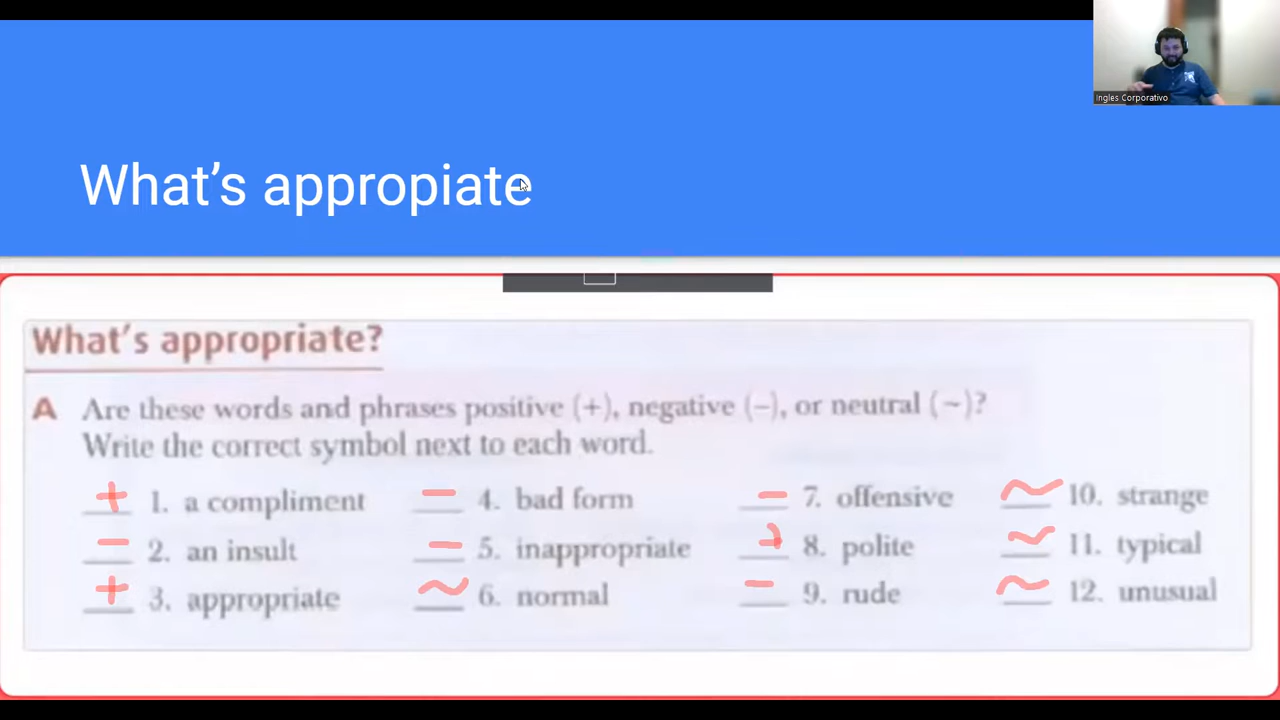 Ingles Corporativo
What's appropiate
What's appropriate?
A Are these words and phrases positive (+), negative (−), or neutral (~)?
Write the correct symbol next to each word.
+ 1. a compliment − 4. bad form − 7. offensive ~ 10. strange
− 2. an insult − 5. inappropriate 8. polite ~ 11. typical
+ 3. appropriate ~ 6. normal − 9. rude ~ 12. unusual